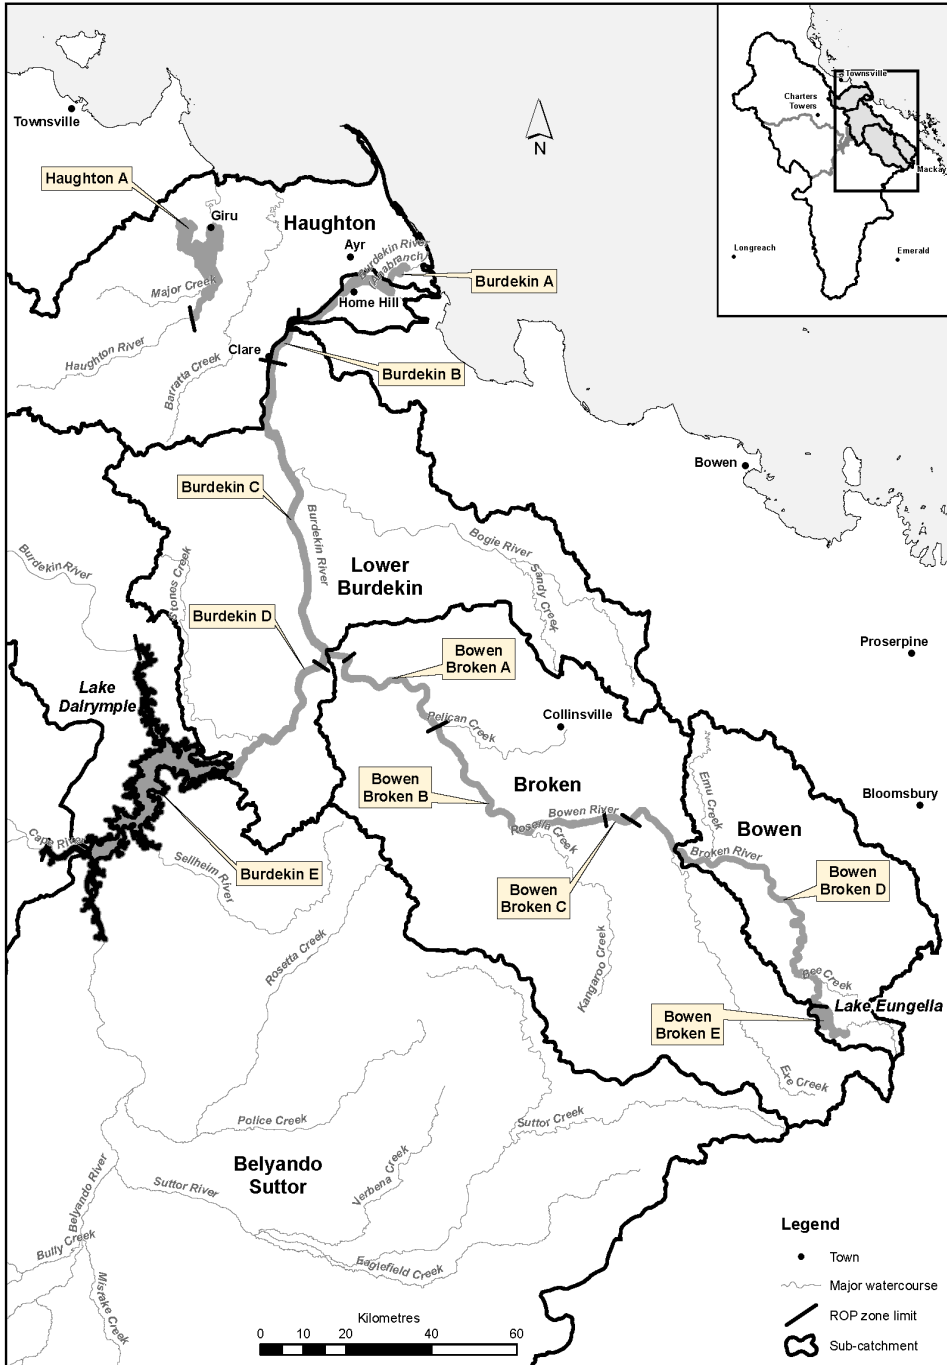 Townsville
Charters
Towers
Townsville
Mackay
Longreach
Emerald
N
Haughton A
Giru
Haughton
Ayr
Burdekin River
Anabranch
Burdekin A
Major Creek
Home Hill
Haughton River
Clare
Barratta Creek
Burdekin B
Bowen
Burdekin C
Burdekin River
Bogie River
Burdekin River
Stones Creek
Lower
Burdekin
Sandy Creek
Burdekin D
Proserpine
Bowen
Broken A
Lake
Dalrymple
Pelican Creek
Collinsville
Emu Creek
Bowen
Broken B
Broken
Bloomsbury
Bowen River
Rosella Creek
Bowen
Cape River
Broken River
Sellheim River
Burdekin E
Bowen
Broken C
Bowen
Broken D
Rosetta Creek
Kangaroo Creek
Bee Creek
Lake Eungella
Bowen
Broken E
Exe Creek
Police Creek
Suttor Creek
Belyando
Suttor
Verbena Creek
Belyando River
Suttor River
Bully Creek
Eaglefield Creek
Mistake Creek
Legend
Town
Major watercourse
ROP zone limit
Sub-catchment
Kilometres
0 10 20 40 60